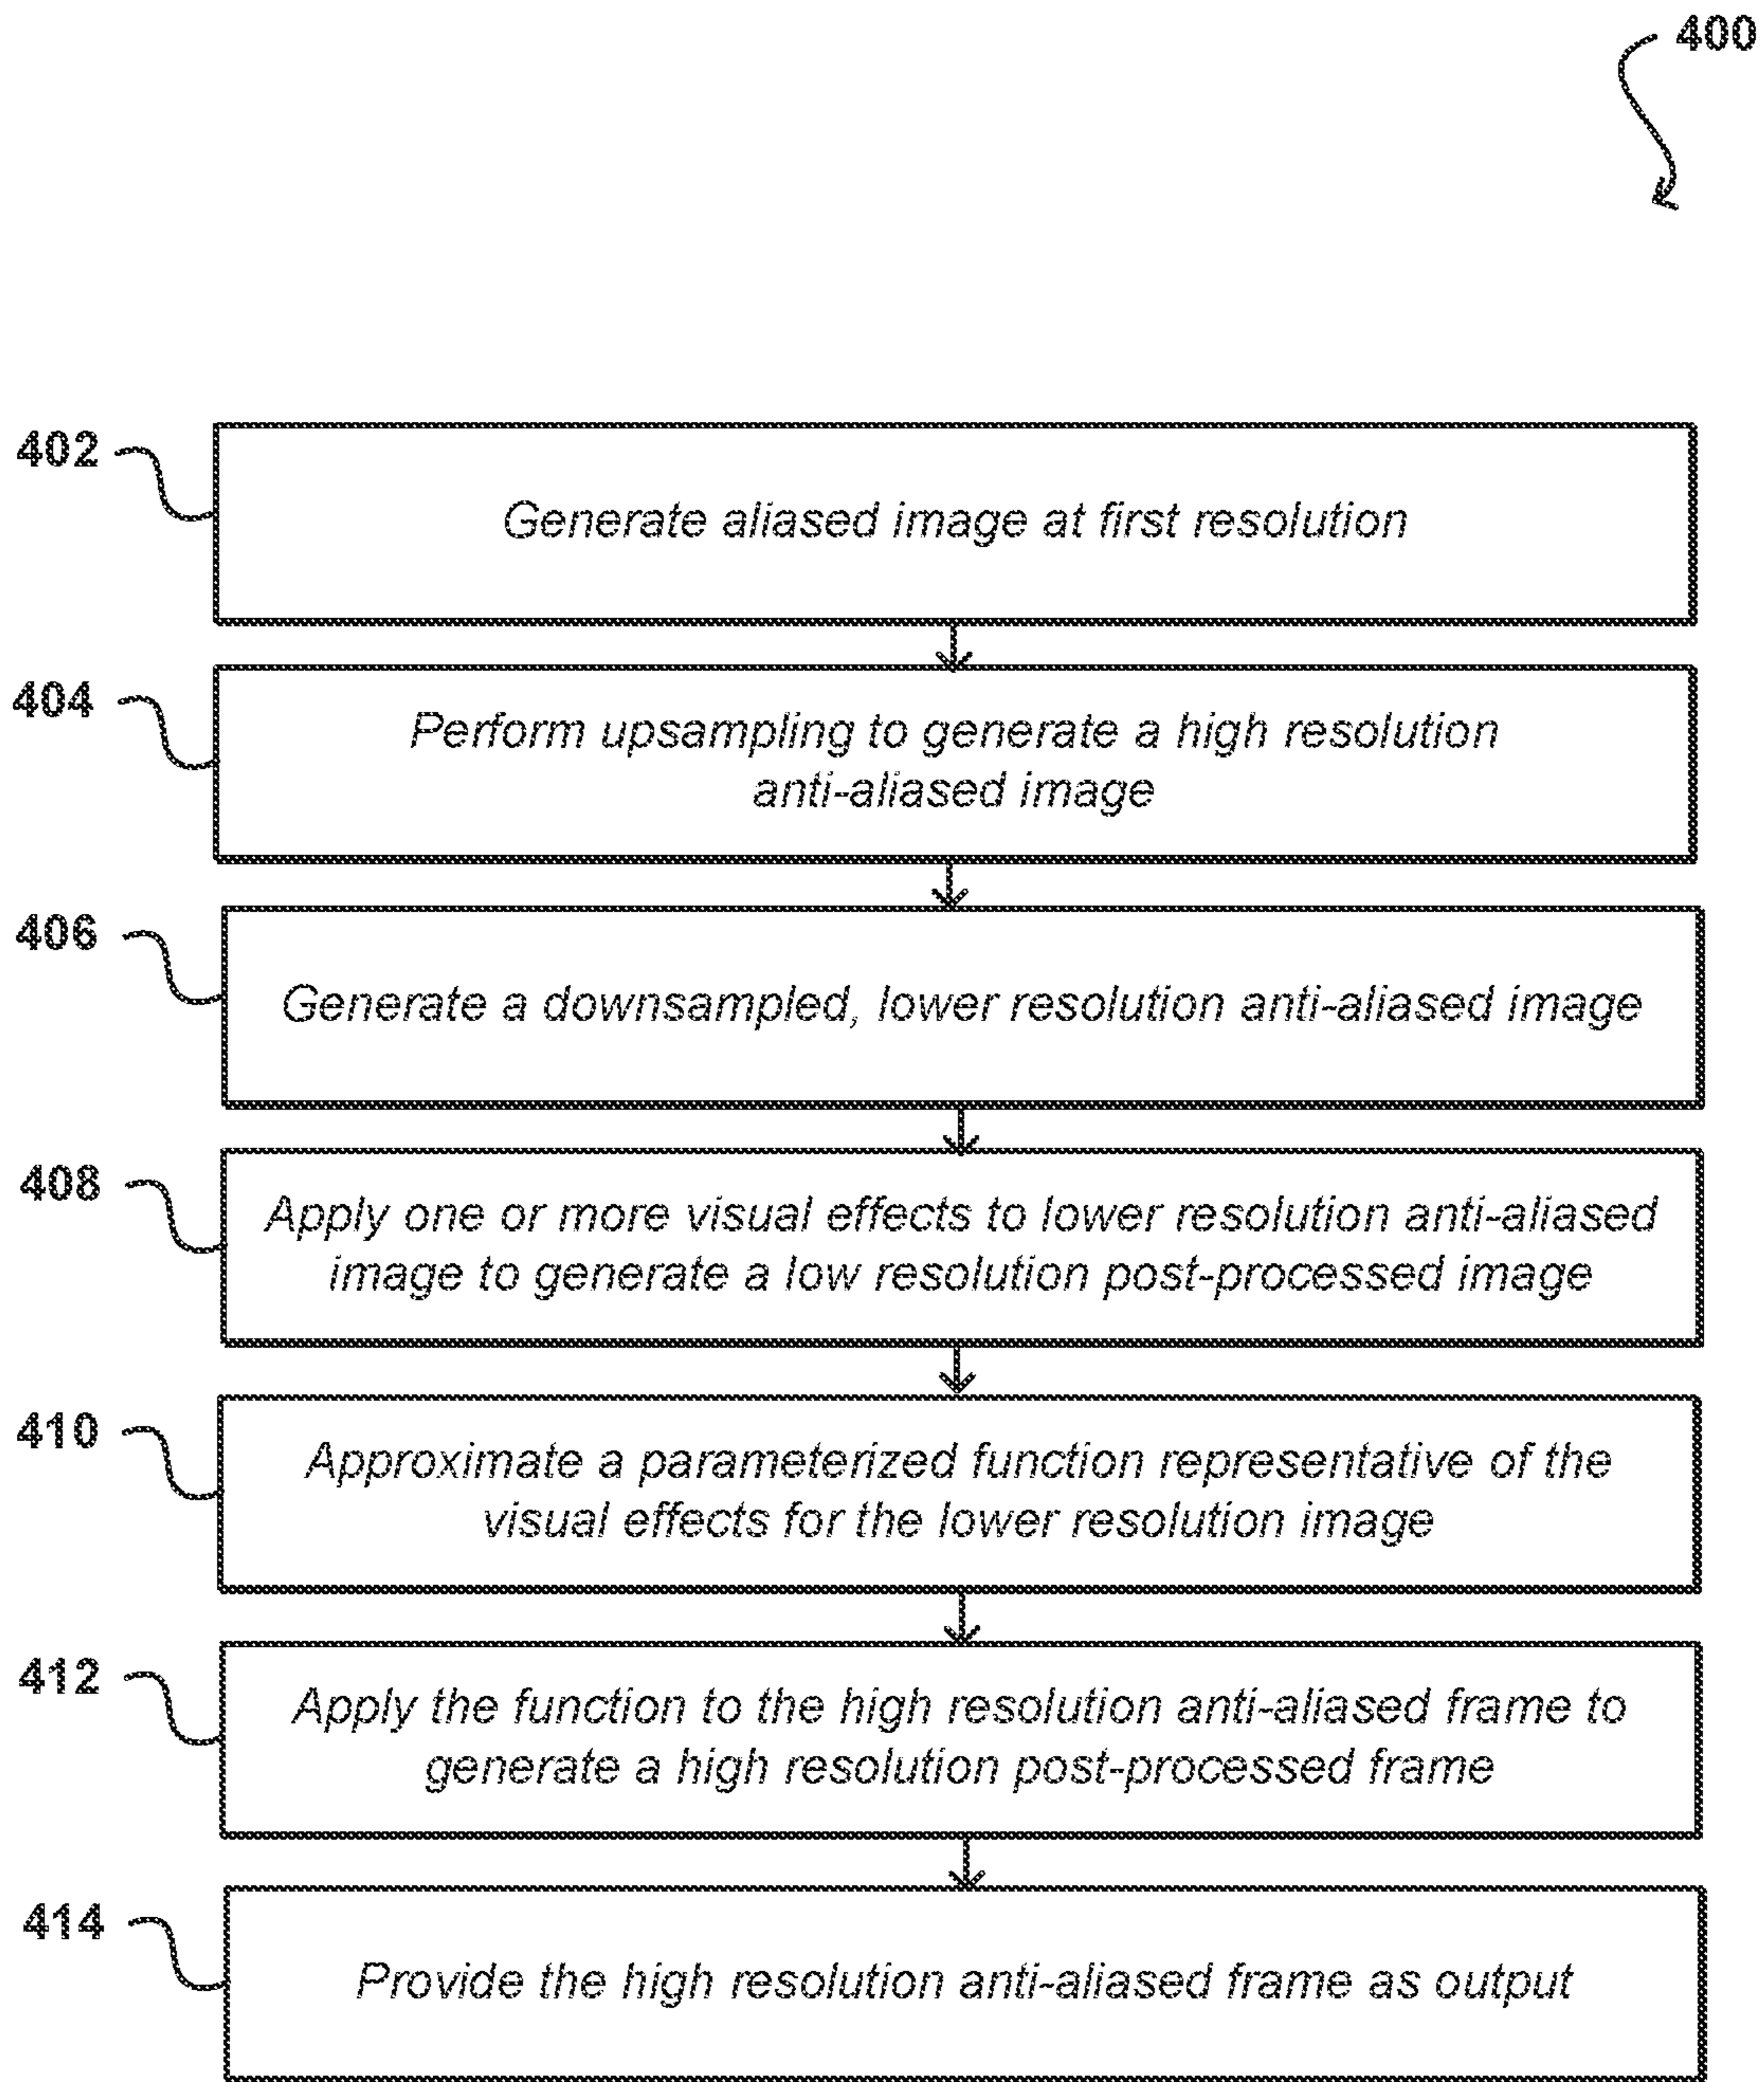 400
402
Generate aliased image at first resolution
404
Perform upsampling to generate a high resolution
anti-aliased image
406
Generate a downsampled, lower resolution anti-aliased image
408
Apply one or more visual effects to lower resolution anti-aliased
image to generate a low resolution post-processed image
410
Approximate a parameterized function representative of the
visual effects for the lower resolution image
412
Apply the function to the high resolution anti-aliased frame to
generate a high resolution post-processed frame
414
Provide the high resolution anti-aliased frame as output